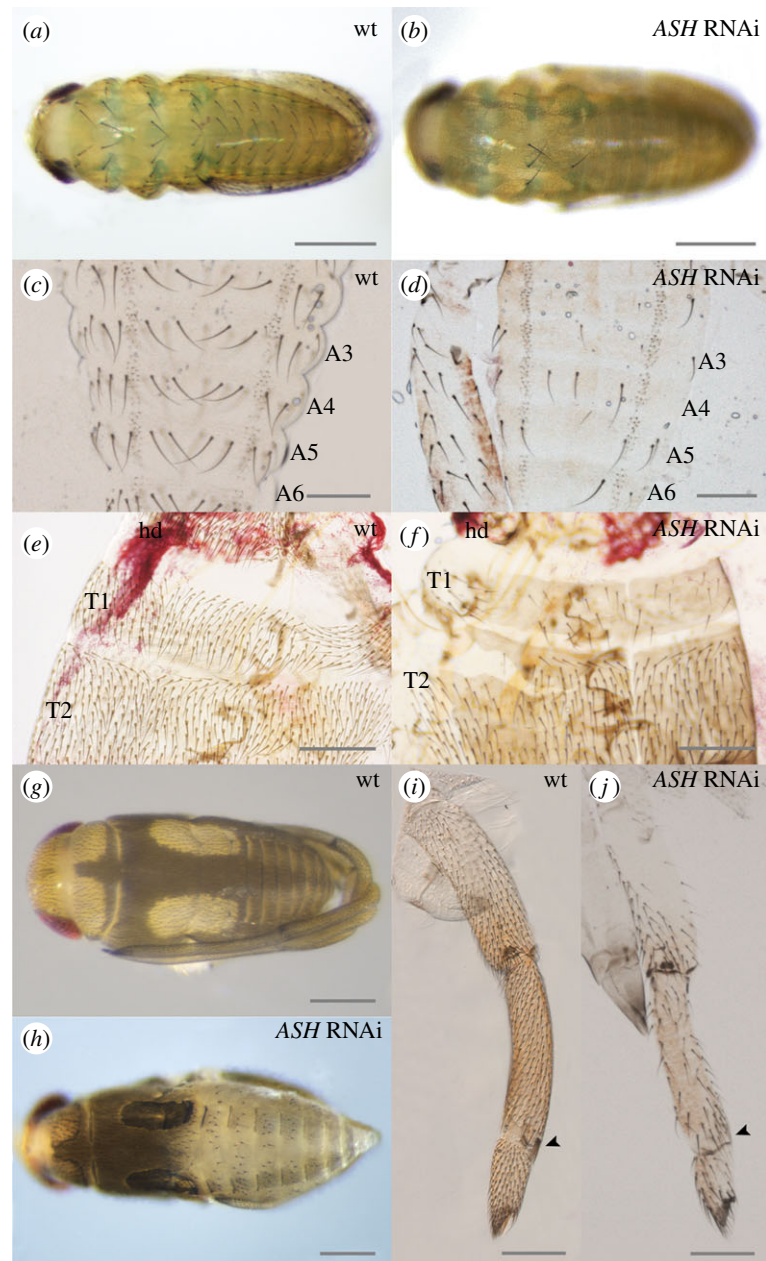 (a) wt
(b) ASH RNAi
(c) wt
A3
A4
A5
A6
(d) ASH RNAi
A3
A4
A5
A6
(e) hd wt
T1
T2
(f) hd ASH RNAi
T1
T2
(g) wt
(h) ASH RNAi
(i) wt
(j) ASH RNAi